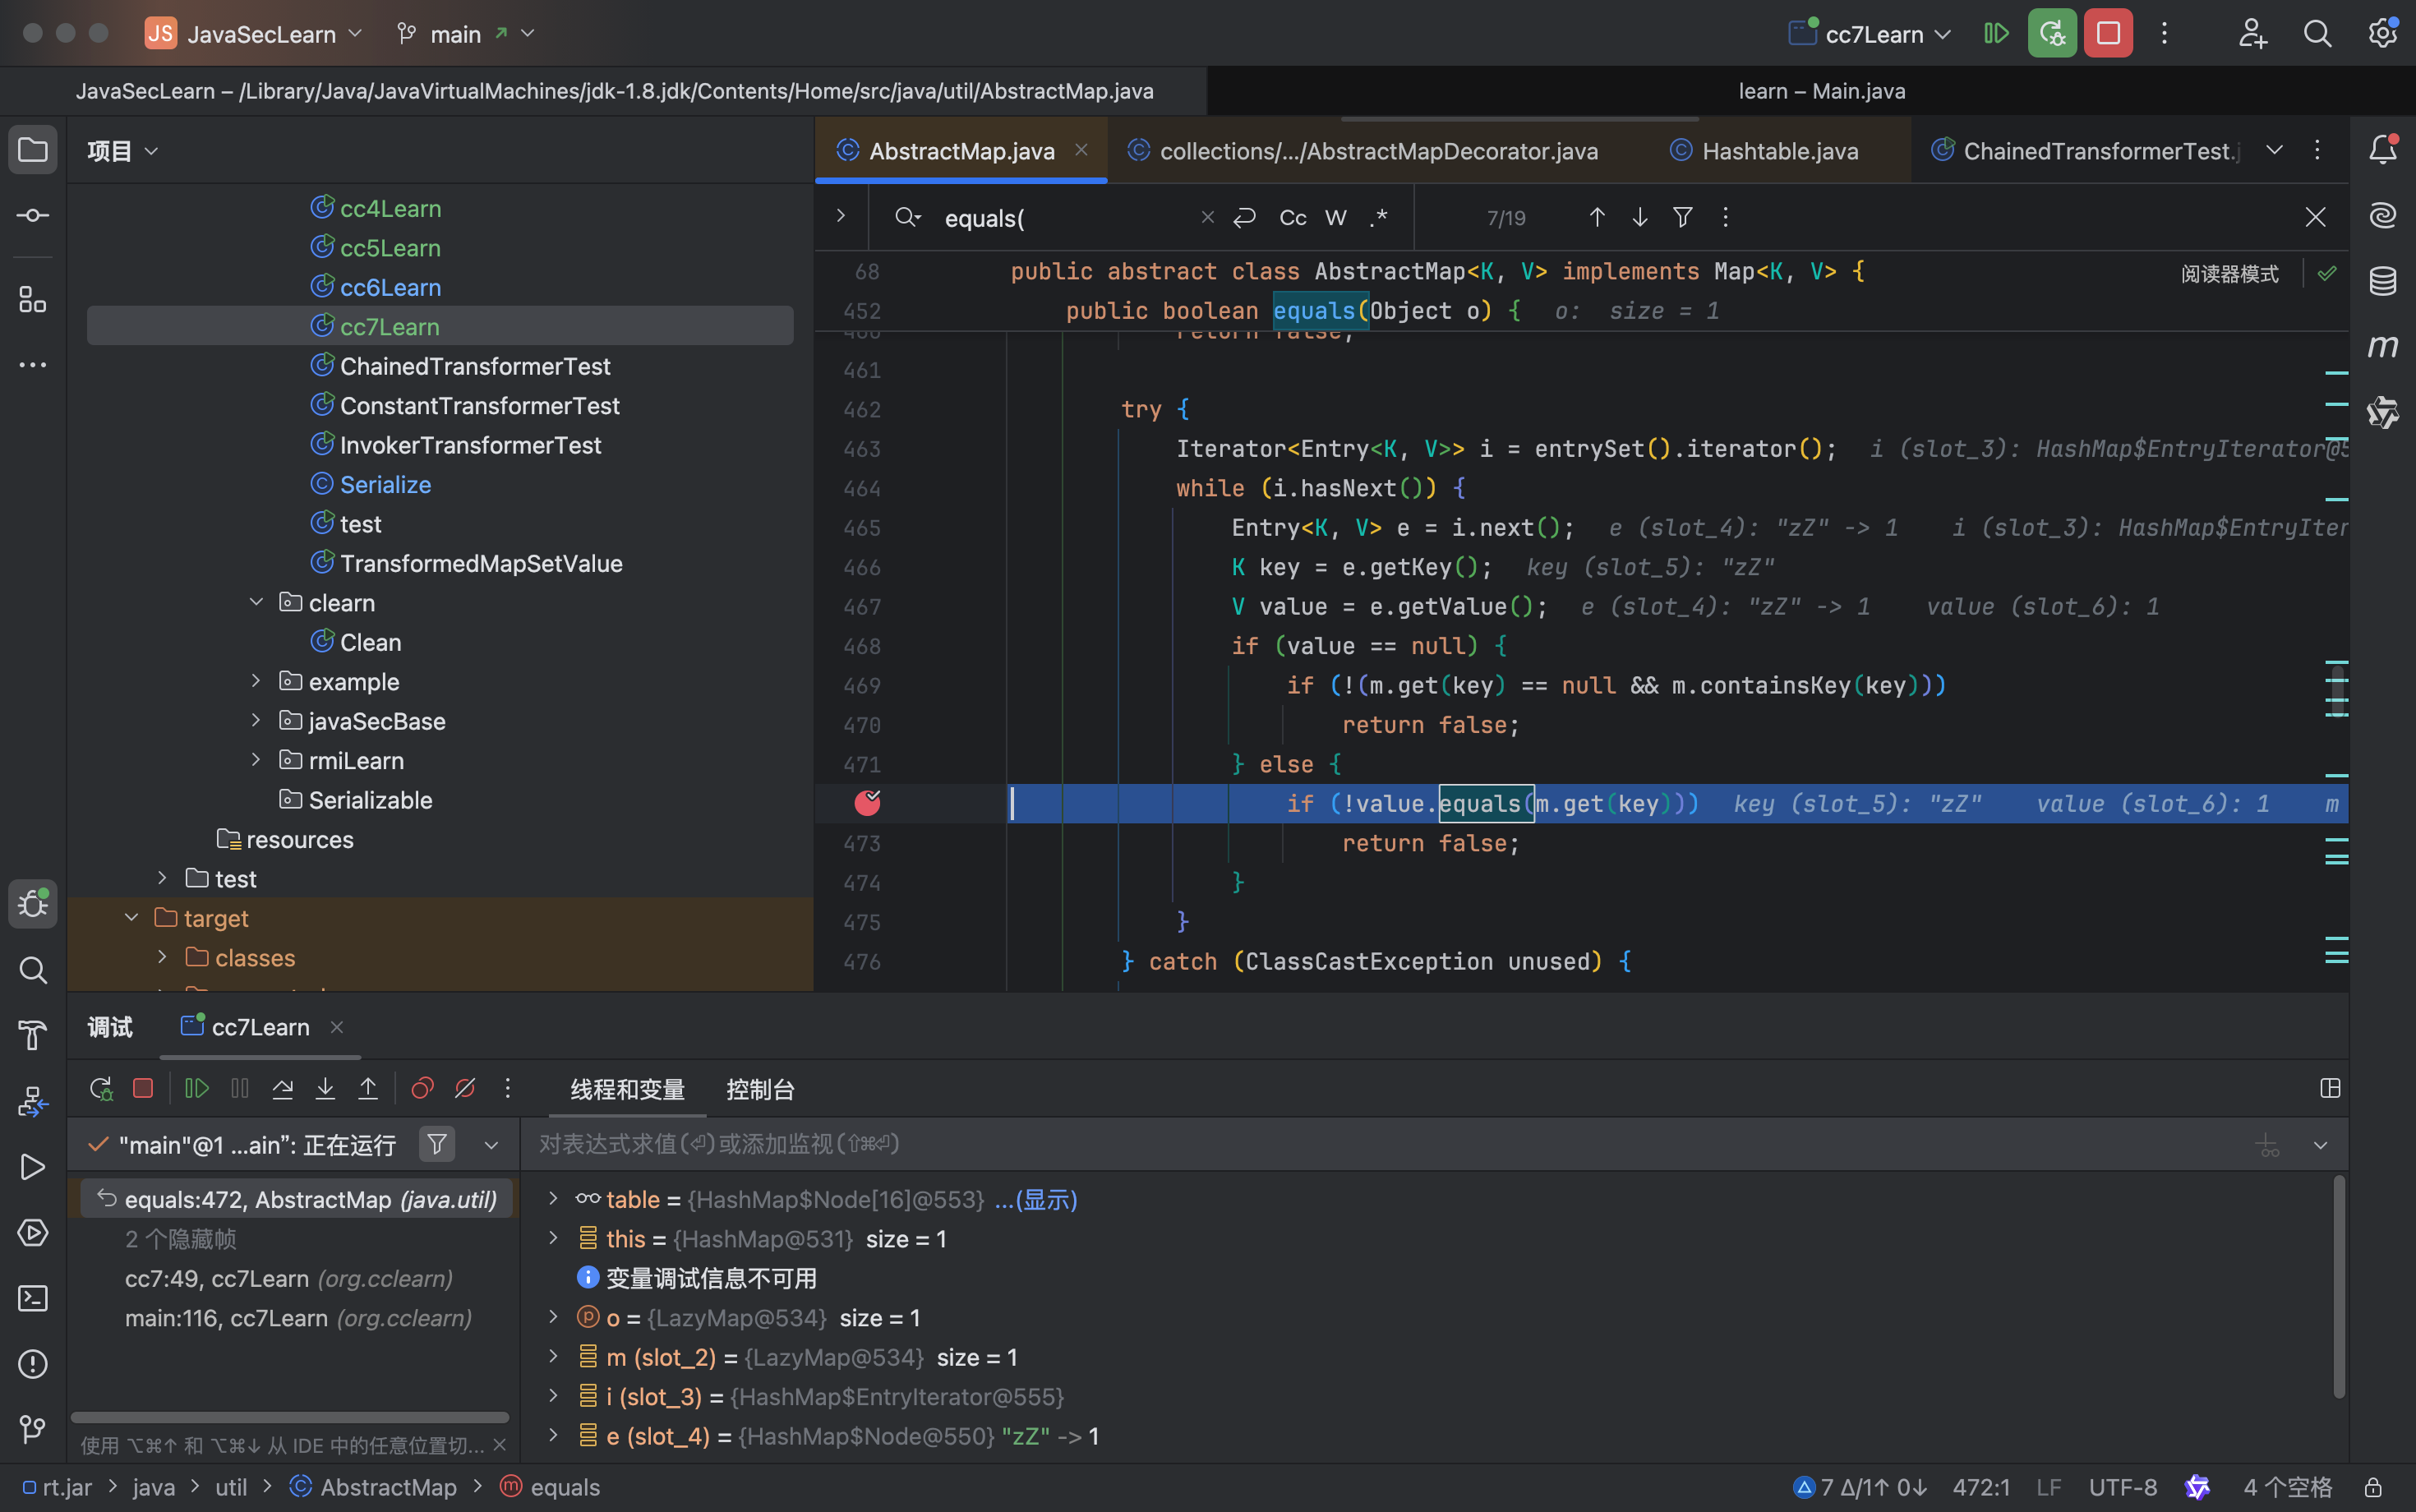 JS JavaSecLearn main cc7Learn
JavaSecLearn – /Library/Java/JavaVirtualMachines/jdk-1.8.jdk/Contents/Home/src/java/util/AbstractMap.java
learn – Main.java
项目
cc4Learn
cc5Learn
cc6Learn
cc7Learn
ChainedTransformerTest
ConstantTransformerTest
InvokerTransformerTest
Serialize
test
TransformedMapSetValue
clearn
Clean
example
javaSecBase
rmiLearn
Serializable
resources
test
target
classes
AbstractMap.java collections/.../AbstractMapDecorator.java Hashtable.java ChainedTransformerTest.j
equals( Cc W .* 7/19
阅读器模式
68 public abstract class AbstractMap<K, V> implements Map<K, V> {
452 public boolean equals(Object o) { o: size = 1
460 return false;
461
462 try {
463 Iterator<Entry<K, V>> i = entrySet().iterator(); i (slot_3): HashMap$EntryIterator@5
464 while (i.hasNext()) {
465 Entry<K, V> e = i.next(); e (slot_4): "zZ" -> 1 i (slot_3): HashMap$EntryIter
466 K key = e.getKey(); key (slot_5): "zZ"
467 V value = e.getValue(); e (slot_4): "zZ" -> 1 value (slot_6): 1
468 if (value == null) {
469 if (!(m.get(key) == null && m.containsKey(key)))
470 return false;
471 } else {
if (!value.equals(m.get(key))) key (slot_5): "zZ" value (slot_6): 1 m
473 return false;
474 }
475 }
476 } catch (ClassCastException unused) {
m
调试 cc7Learn
线程和变量 控制台
"main"@1 ...ain”: 正在运行
对表达式求值(⏎)或添加监视(⇧⌘⏎)
equals:472, AbstractMap (java.util)
2 个隐藏帧
cc7:49, cc7Learn (org.cclearn)
main:116, cc7Learn (org.cclearn)
使用 ⌥⌘↑ 和 ⌥⌘↓ 从 IDE 中的任意位置切...
table = {HashMap$Node[16]@553} ...(显示)
this = {HashMap@531} size = 1
变量调试信息不可用
o = {LazyMap@534} size = 1
m (slot_2) = {LazyMap@534} size = 1
i (slot_3) = {HashMap$EntryIterator@555}
e (slot_4) = {HashMap$Node@550} "zZ" -> 1
rt.jar > java > util > AbstractMap > equals
7 Δ/1↑ 0↓ 472:1 LF UTF-8 4 个空格